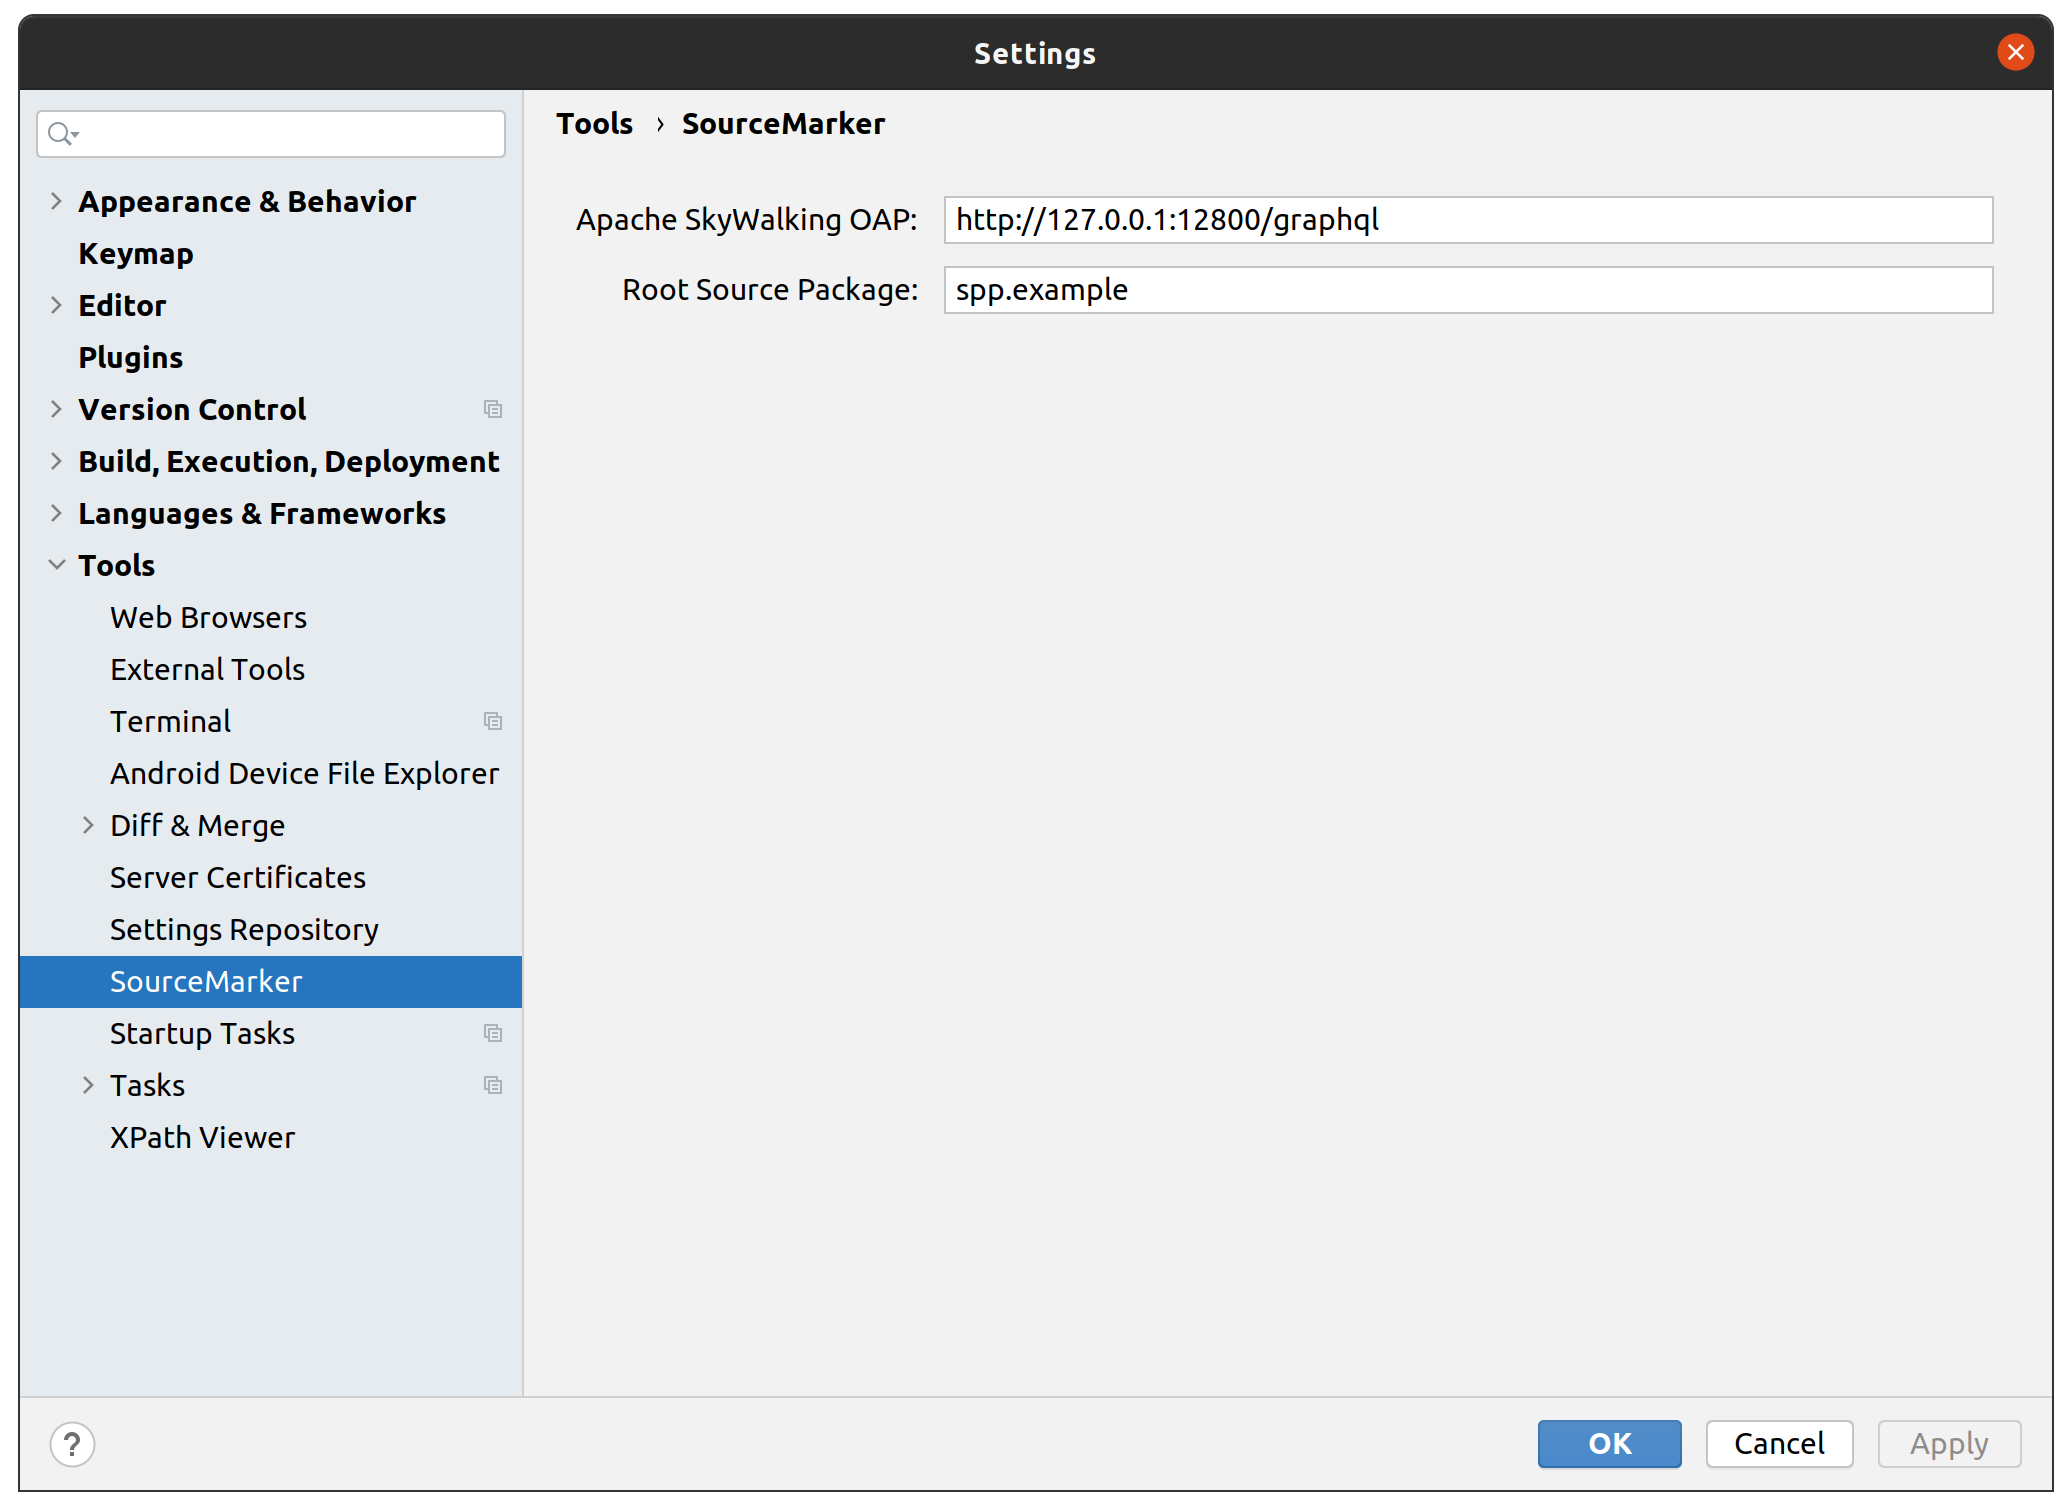 Settings
Tools › SourceMarker
Appearance & Behavior
Keymap
Editor
Plugins
Version Control
Build, Execution, Deployment
Languages & Frameworks
Tools
Web Browsers
External Tools
Terminal
Android Device File Explorer
Diff & Merge
Server Certificates
Settings Repository
SourceMarker
Startup Tasks
Tasks
XPath Viewer
Apache SkyWalking OAP: http://127.0.0.1:12800/graphql
Root Source Package: spp.example
? OK Cancel Apply